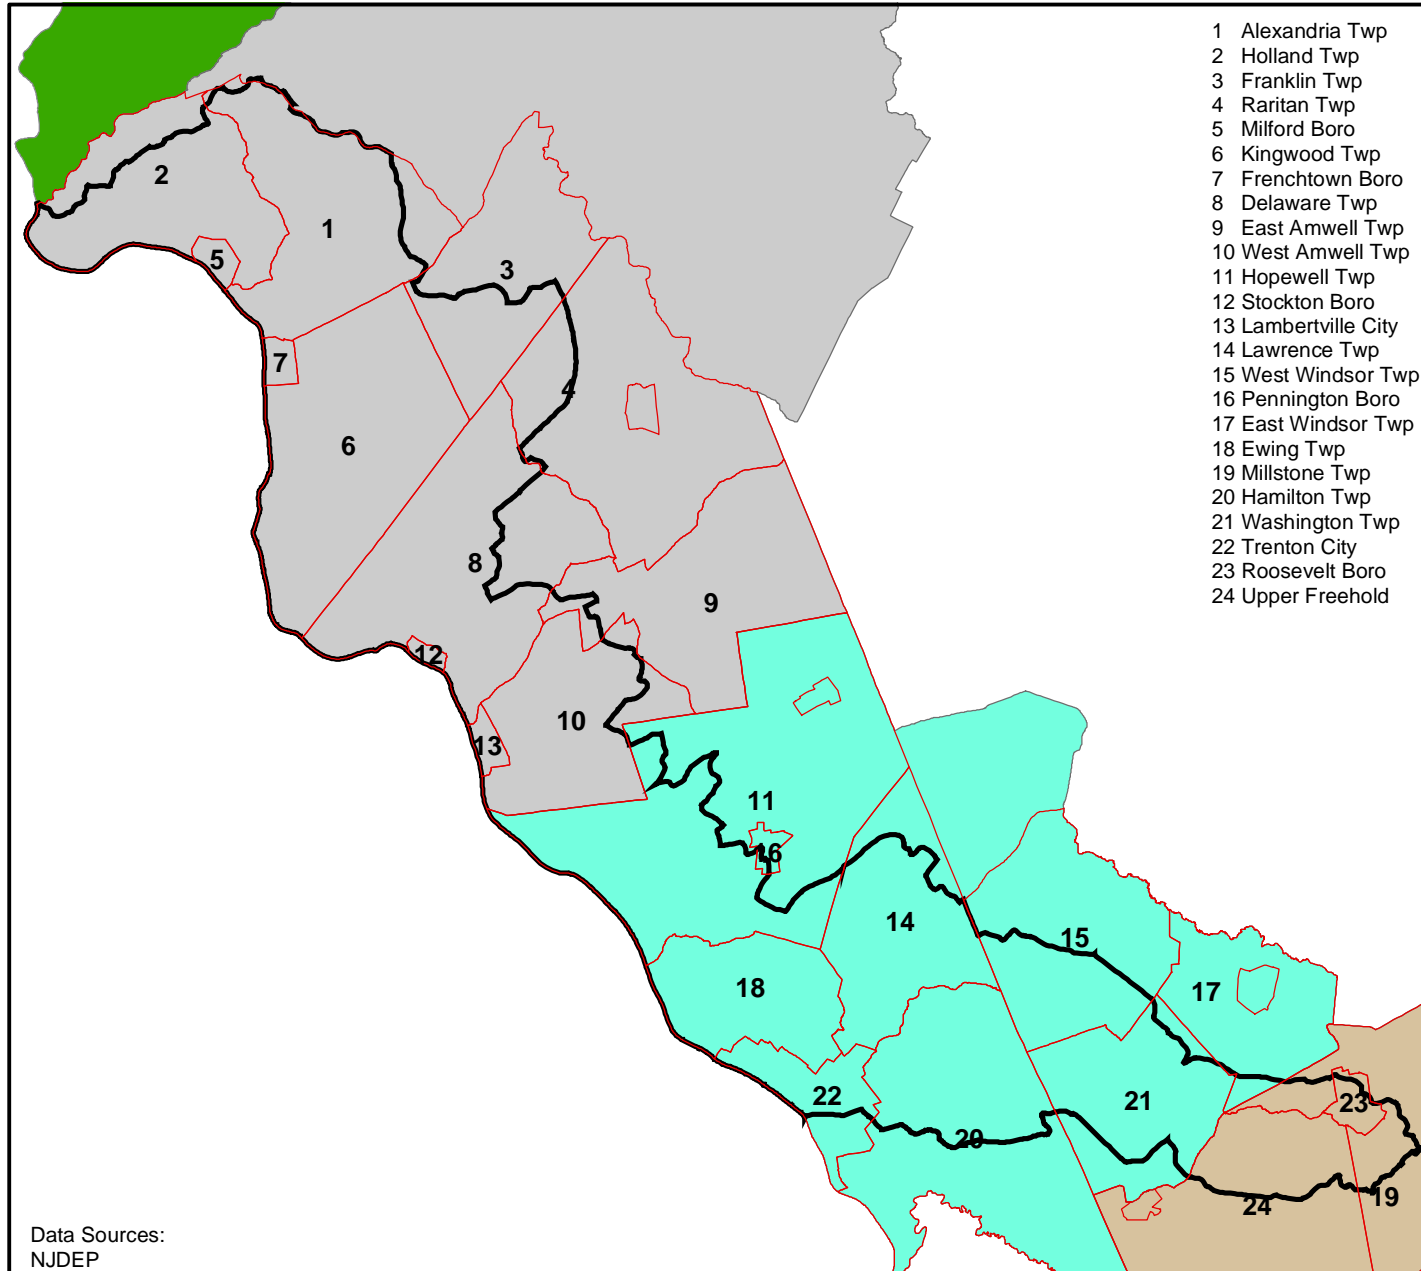 1 Alexandria Twp
2 Holland Twp
3 Franklin Twp
4 Raritan Twp
5 Milford Boro
6 Kingwood Twp
7 Frenchtown Boro
8 Delaware Twp
9 East Amwell Twp
10 West Amwell Twp
11 Hopewell Twp
12 Stockton Boro
13 Lambertville City
14 Lawrence Twp
15 West Windsor Twp
16 Pennington Boro
17 East Windsor Twp
18 Ewing Twp
19 Millstone Twp
20 Hamilton Twp
21 Washington Twp
22 Trenton City
23 Roosevelt Boro
24 Upper Freehold
2
1
5
3
7
4
6
8
9
12
10
13
11
16
14
15
18
17
22
21
23
20
19
24
Data Sources:
NJDEP